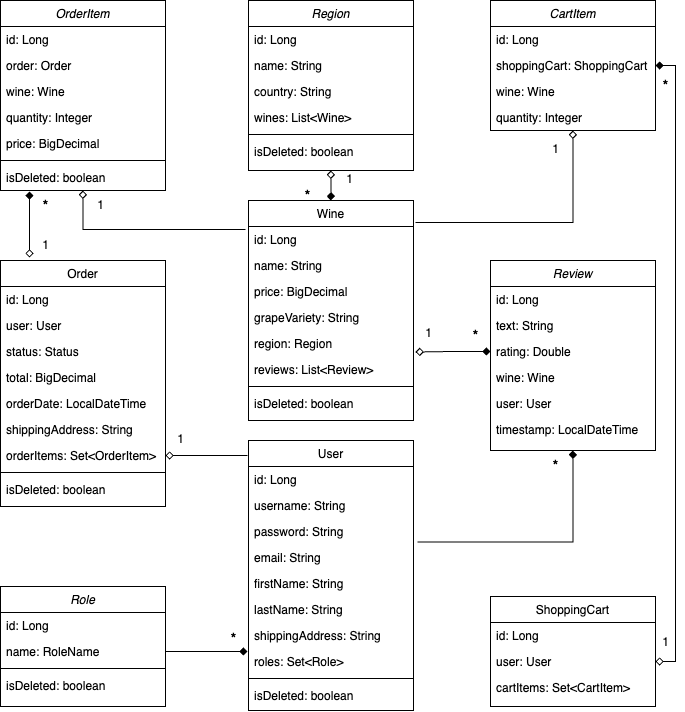 OrderItem
id: Long
order: Order
wine: Wine
quantity: Integer
price: BigDecimal
isDeleted: boolean
Region
id: Long
name: String
country: String
wines: List<Wine>
isDeleted: boolean
CartItem
id: Long
shoppingCart: ShoppingCart
wine: Wine
quantity: Integer
*
1
1
*
*
1
1
Wine
id: Long
name: String
price: BigDecimal
grapeVariety: String
region: Region
reviews: List<Review>
isDeleted: boolean
Order
id: Long
user: User
status: Status
total: BigDecimal
orderDate: LocalDateTime
shippingAddress: String
orderItems: Set<OrderItem>
isDeleted: boolean
Review
id: Long
text: String
rating: Double
wine: Wine
user: User
timestamp: LocalDateTime
1
*
1
*
User
id: Long
username: String
password: String
email: String
firstName: String
lastName: String
shippingAddress: String
roles: Set<Role>
isDeleted: boolean
Role
id: Long
name: RoleName
isDeleted: boolean
*
ShoppingCart
id: Long
user: User
cartItems: Set<CartItem>
1